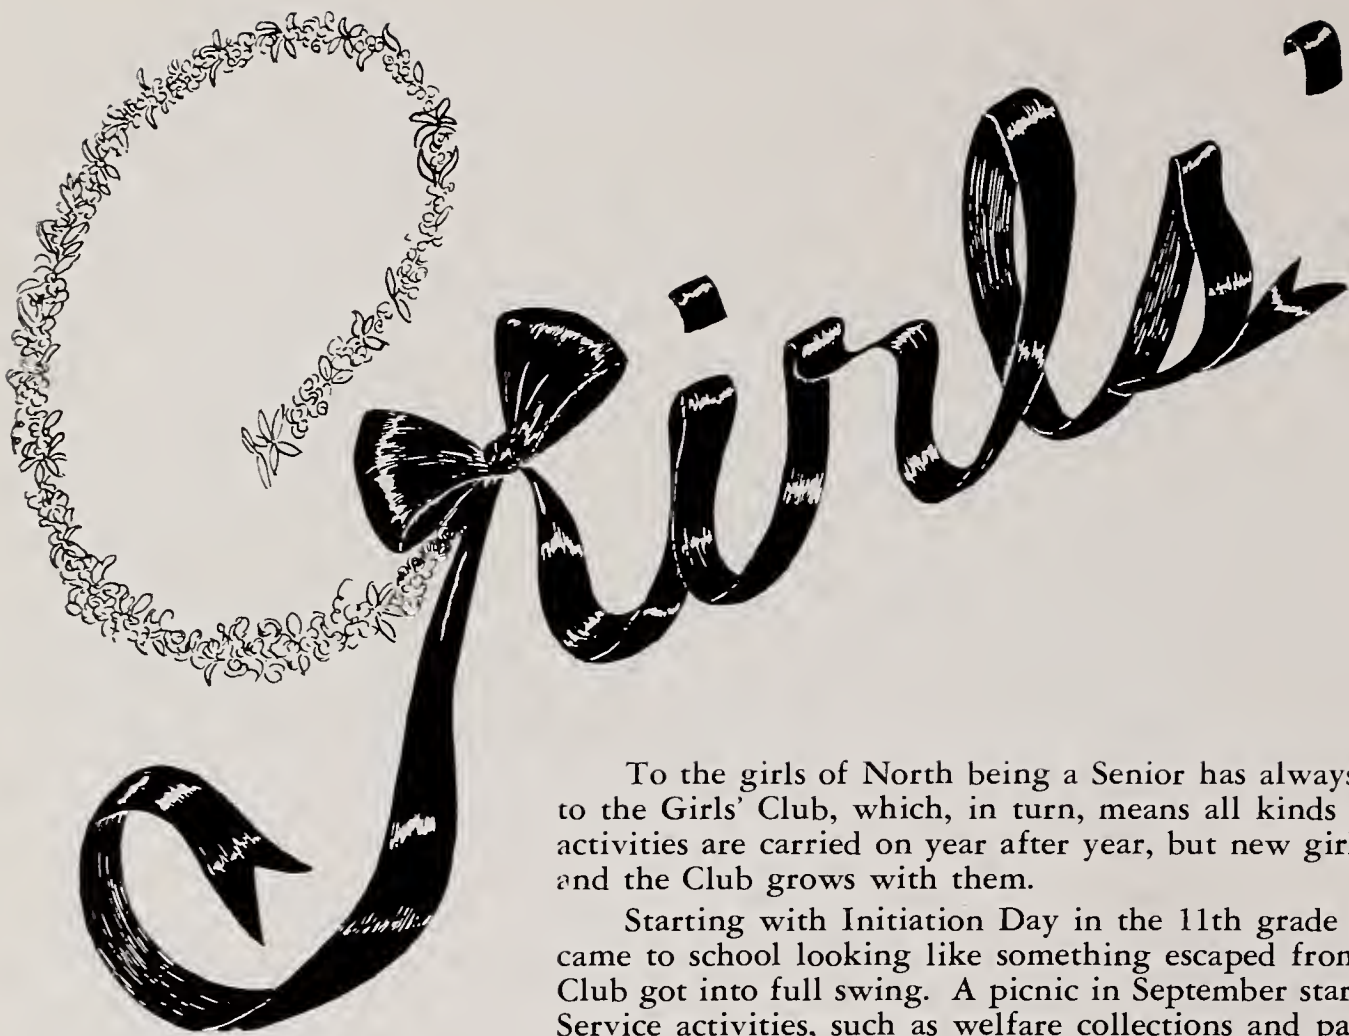 Girls'
To the girls of North being a Senior has always
to the Girls' Club, which, in turn, means all kinds
activities are carried on year after year, but new gir
and the Club grows with them.
Starting with Initiation Day in the 11th grade
came to school looking like something escaped from
Club got into full swing. A picnic in September star
Service activities, such as welfare collections and pa